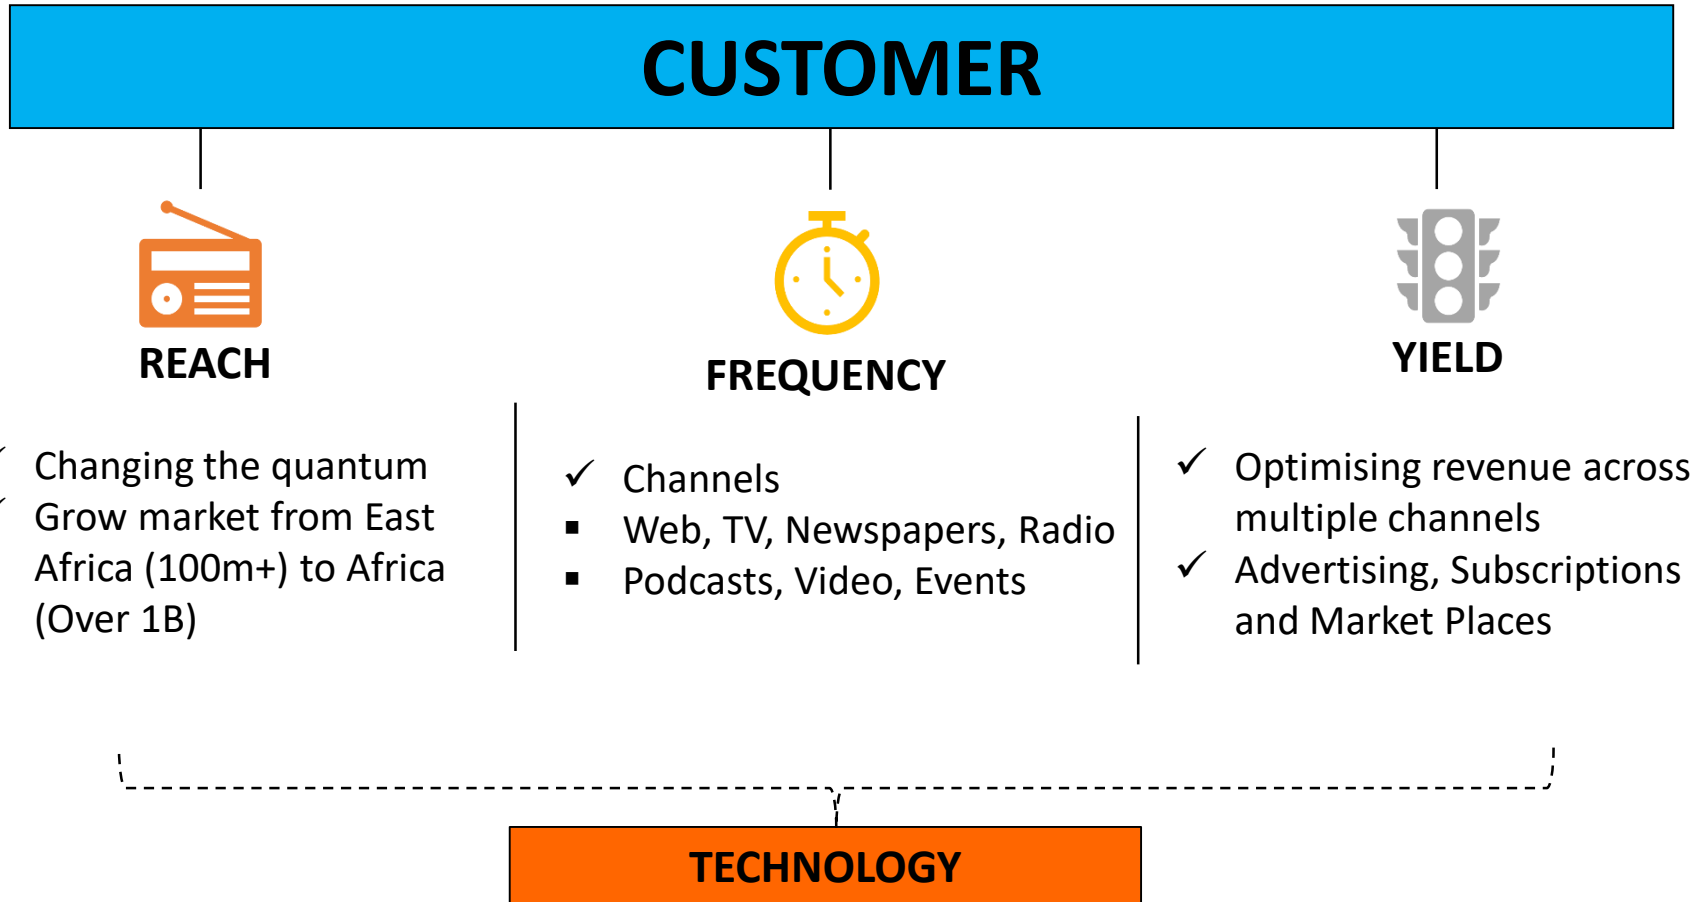 CUSTOMER
REACH
✓ Changing the quantum
✓ Grow market from East
Africa (100m+) to Africa
(Over 1B)
FREQUENCY
✓ Channels
▪ Web, TV, Newspapers, Radio
▪ Podcasts, Video, Events
YIELD
✓ Optimising revenue across
multiple channels
✓ Advertising, Subscriptions
and Market Places
TECHNOLOGY